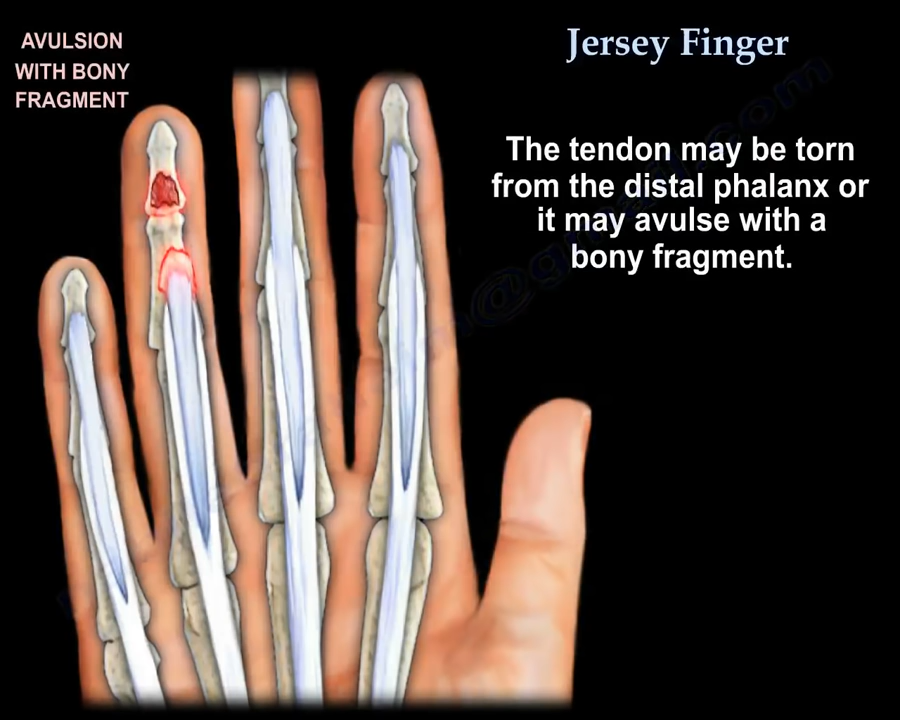 AVULSION
WITH BONY
FRAGMENT
Jersey Finger
The tendon may be torn
from the distal phalanx or
it may avulse with a
bony fragment.